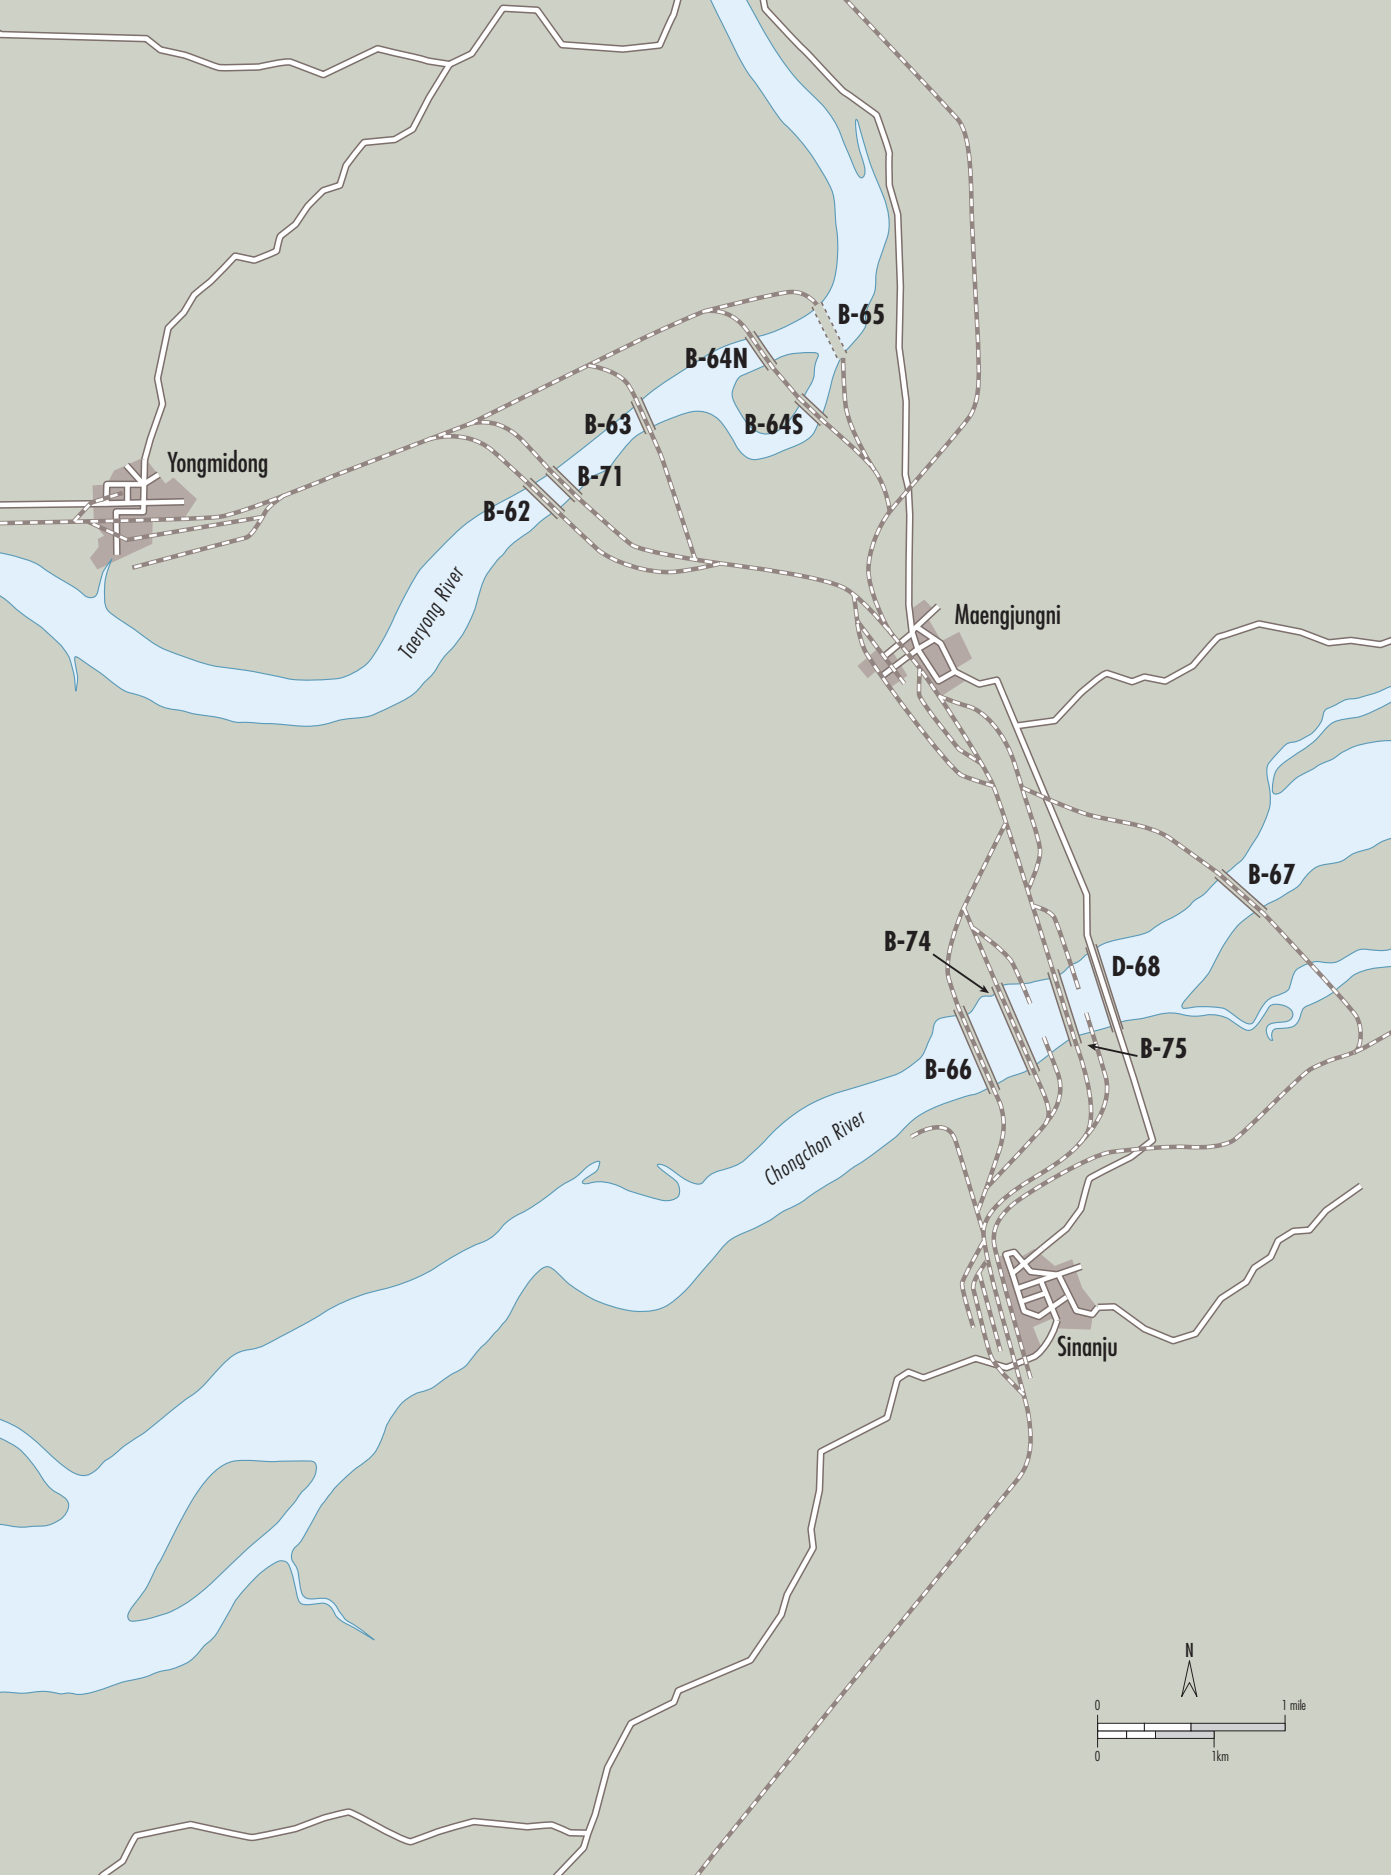 B-65
B-64N
B-64S
B-63
Yongmidong
B-71
B-62
Taeryong River
Maengjungni
B-67
B-74
D-68
B-75
B-66
Chongchon River
Sinanju
N
0
1 mile
0
1km